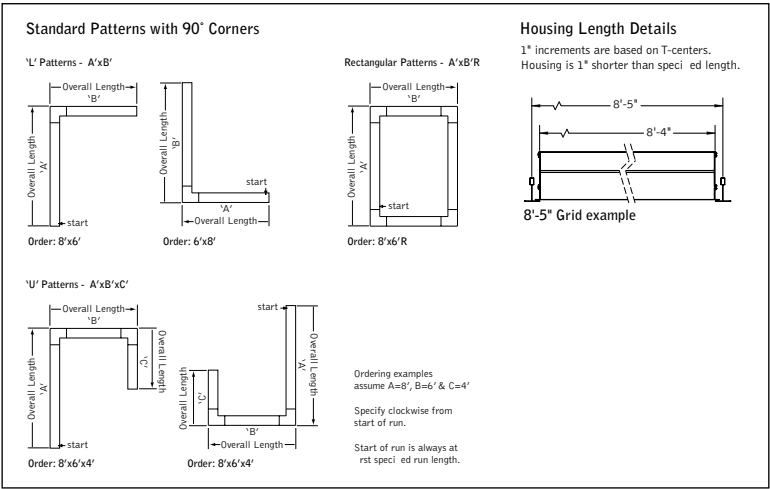 Standard Patterns with 90° Corners
'L' Patterns - A'xB'
Overall Length
'B'
Overall Length
'A'
start
Order: 8'x6'
Overall Length
'B'
start
'A'
Overall Length
Order: 6'x8'
Rectangular Patterns - A'xB'R
Overall Length
'B'
Overall Length
'A'
start
Order: 8'x6'R
Housing Length Details
1" increments are based on T-centers.
Housing is 1" shorter than speci ed length.
8'-5"
8'-4"
8'-5" Grid example
'U' Patterns - A'xB'xC'
Overall Length
'B'
Overall Length
'A'
'C'
Overall Length
start
Order: 8'x6'x4'
start
Overall Length
'A'
Overall Length
'C'
'B'
Overall Length
Order: 8'x6'x4'
Ordering examples
assume A=8', B=6' & C=4'
Specify clockwise from
start of run.
Start of run is always at
rst speci ed run length.